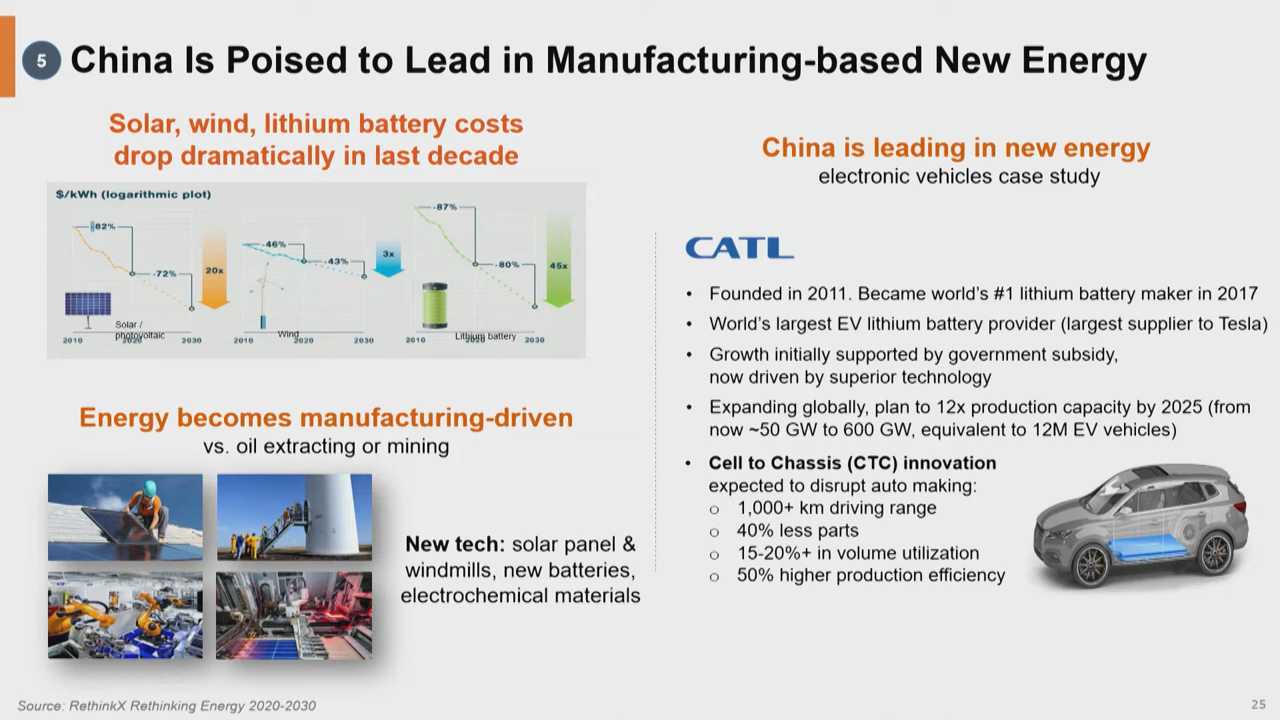 5
China Is Poised to Lead in Manufacturing-based New Energy
Solar, wind, lithium battery costs
drop dramatically in last decade
$/kWh (logarithmic plot)
-82%
-72%
20x
Solar /
photovoltaic
2010
2020
2030
-46%
-43%
3x
Wind
2010
2020
2030
-87%
-80%
45x
Lithium battery
2010
2020
2030
Energy becomes manufacturing-driven
vs. oil extracting or mining
New tech: solar panel &
windmills, new batteries,
electrochemical materials
China is leading in new energy
electronic vehicles case study
CATL
• Founded in 2011. Became world's #1 lithium battery maker in 2017
• World's largest EV lithium battery provider (largest supplier to Tesla)
• Growth initially supported by government subsidy,
now driven by superior technology
• Expanding globally, plan to 12x production capacity by 2025 (from
now ~50 GW to 600 GW, equivalent to 12M EV vehicles)
• Cell to Chassis (CTC) innovation
expected to disrupt auto making:
o 1,000+ km driving range
o 40% less parts
o 15-20%+ in volume utilization
o 50% higher production efficiency
Source: RethinkX Rethinking Energy 2020-2030
25